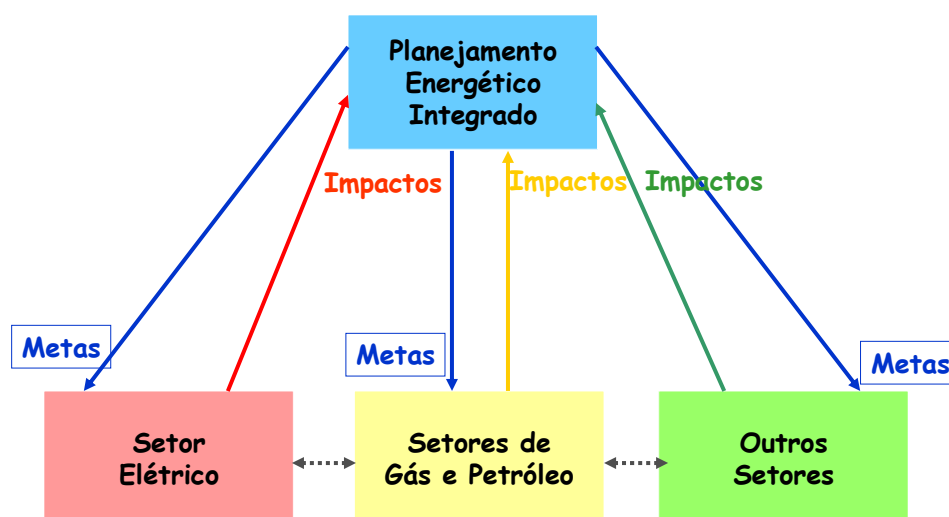 Planejamento
Energético
Integrado
Impactos
Impactos
Impactos
Metas
Metas
Metas
Setor
Elétrico
Setores de
Gás e Petróleo
Outros
Setores